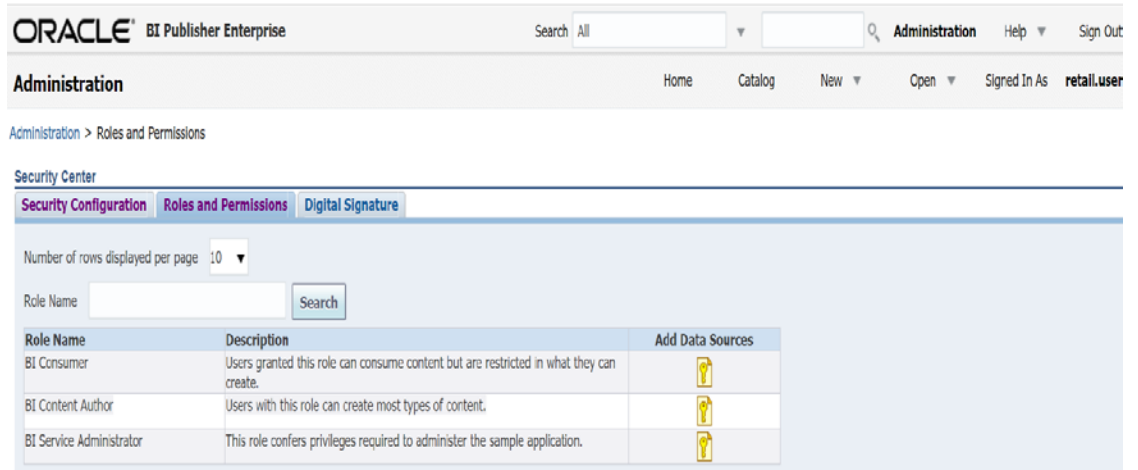 ORACLE® BI Publisher Enterprise Search All Administration Help Sign Out
Administration Home Catalog New Open Signed In As retail.user
Administration > Roles and Permissions
Security Center
Security Configuration Roles and Permissions Digital Signature
Number of rows displayed per page 10
Role Name Search
Role Name Description Add Data Sources
BI Consumer Users granted this role can consume content but are restricted in what they can
create.
BI Content Author Users with this role can create most types of content.
BI Service Administrator This role confers privileges required to administer the sample application.